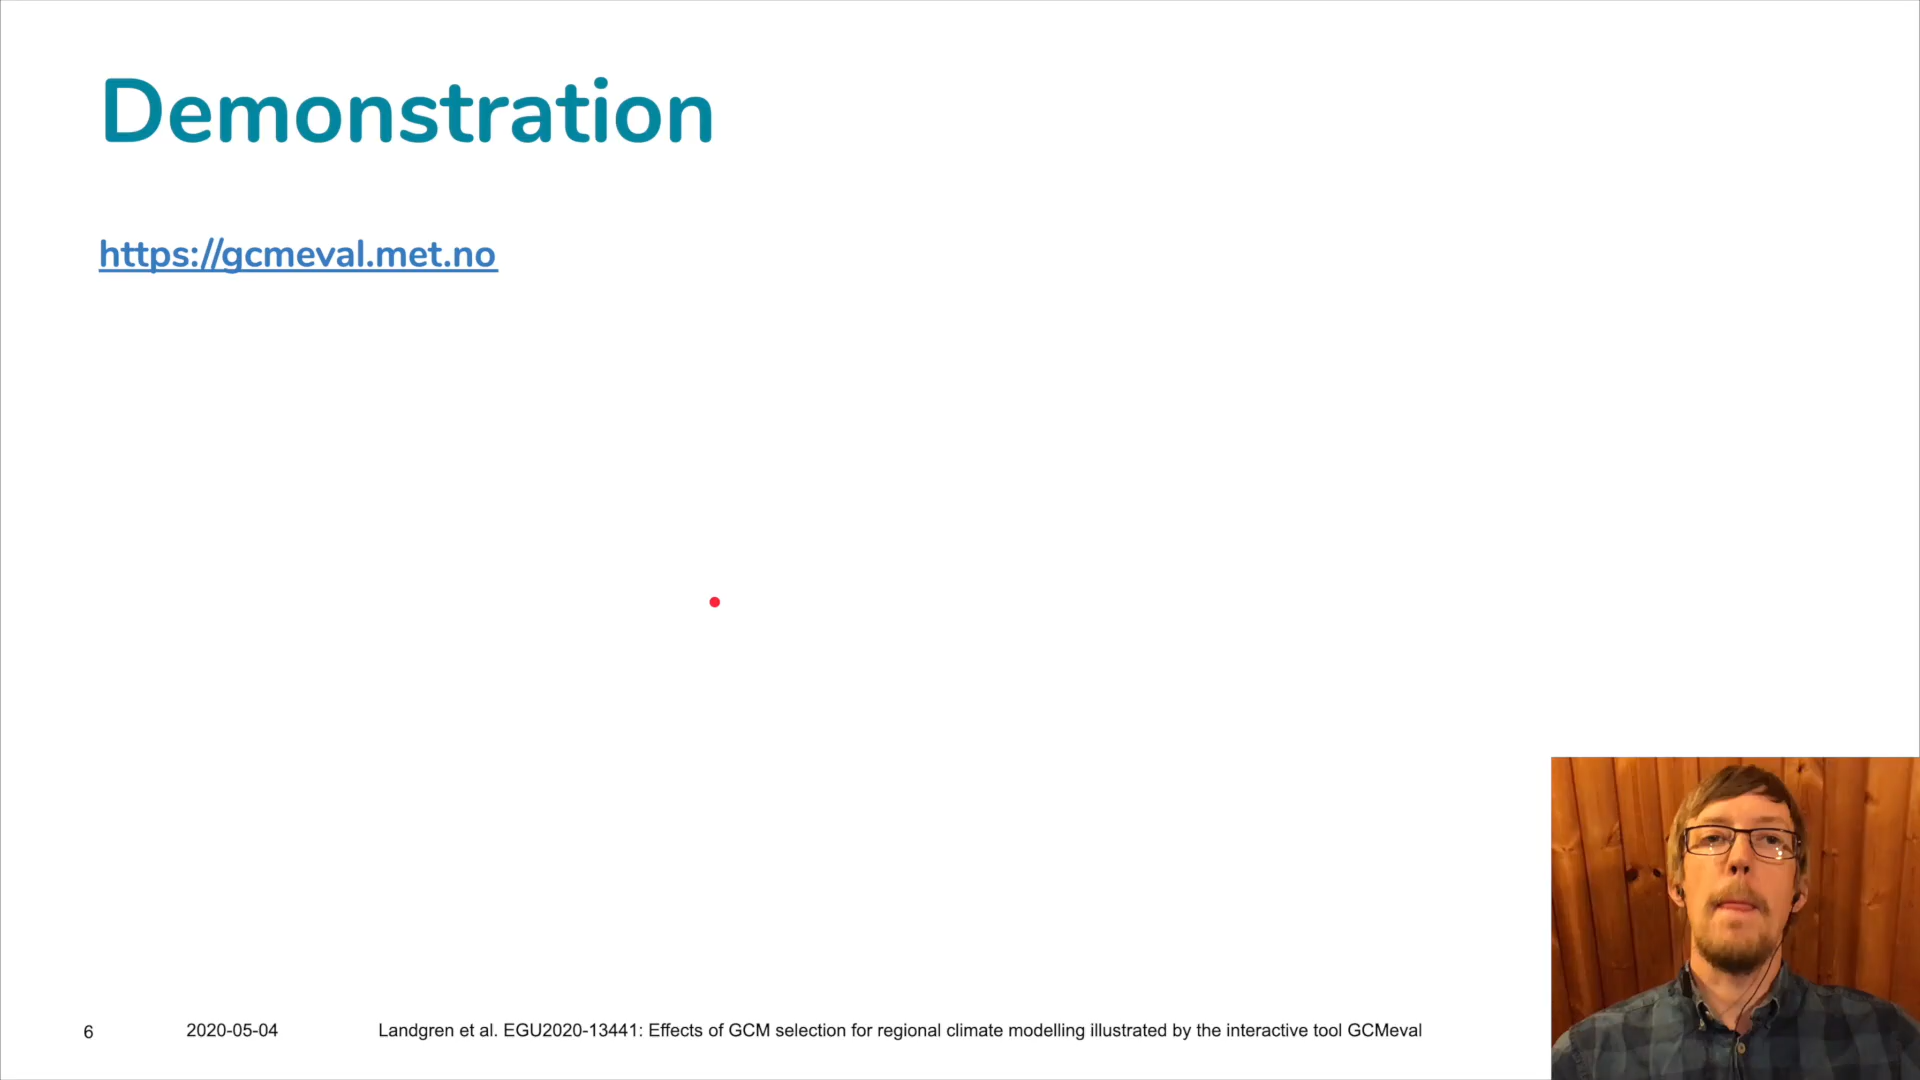 Demonstration
https://gcmeval.met.no
6 2020-05-04 Landgren et al. EGU2020-13441: Effects of GCM selection for regional climate modelling illustrated by the interactive tool GCMeval